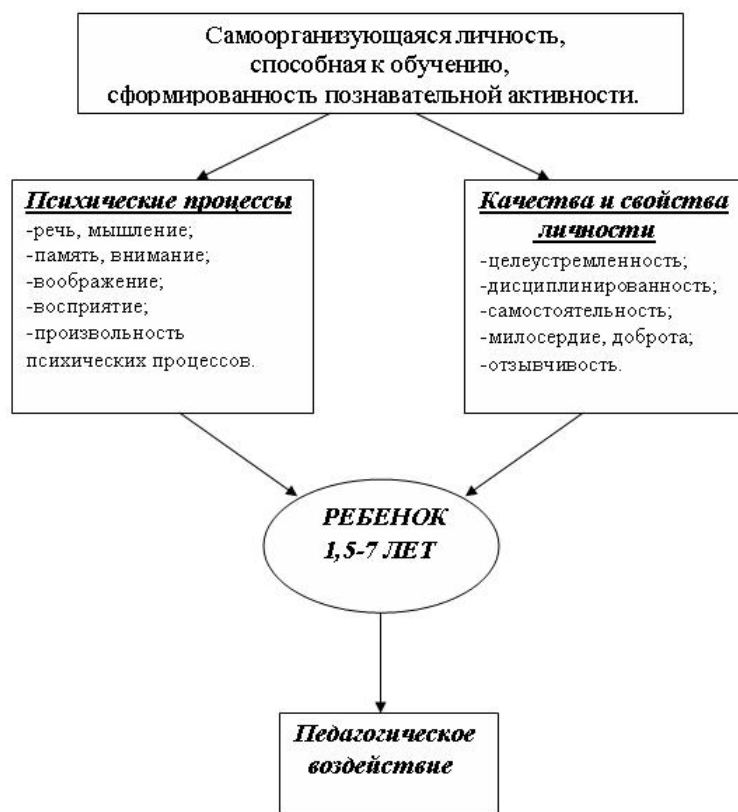 Самоорганизующаяся личность,
способная к обучению,
сформированность познавательной активности.
Психические процессы
-речь, мышление;
-память, внимание;
-воображение;
-восприятие;
-произвольность
психических процессов.
Качества и свойства
личности
-целеустремленность;
-дисциплинированность;
-самостоятельность;
-милосердие, доброта;
-отзывчивость.
РЕБЕНОК
1,5-7 ЛЕТ
Педагогическое
воздействие